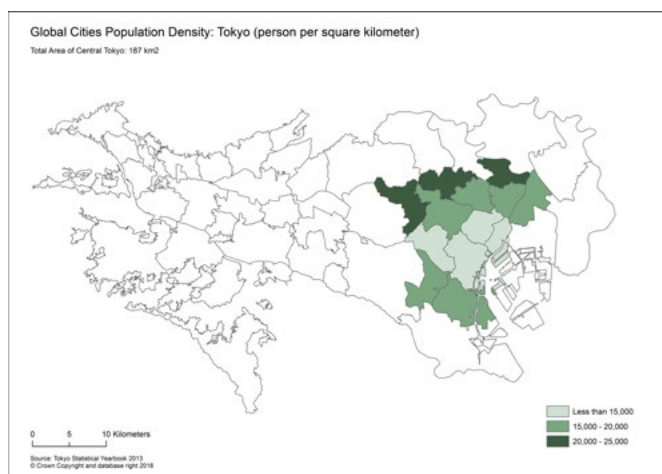 Global Cities Population Density: Tokyo (person per square kilometer)
Total Area of Central Tokyo: 187 km2
0 5 10 Kilometers
Less than 15,000
15,000 - 20,000
20,000 - 25,000
Source: Tokyo Statistical Yearbook 2013
© Crown Copyright and database right 2016